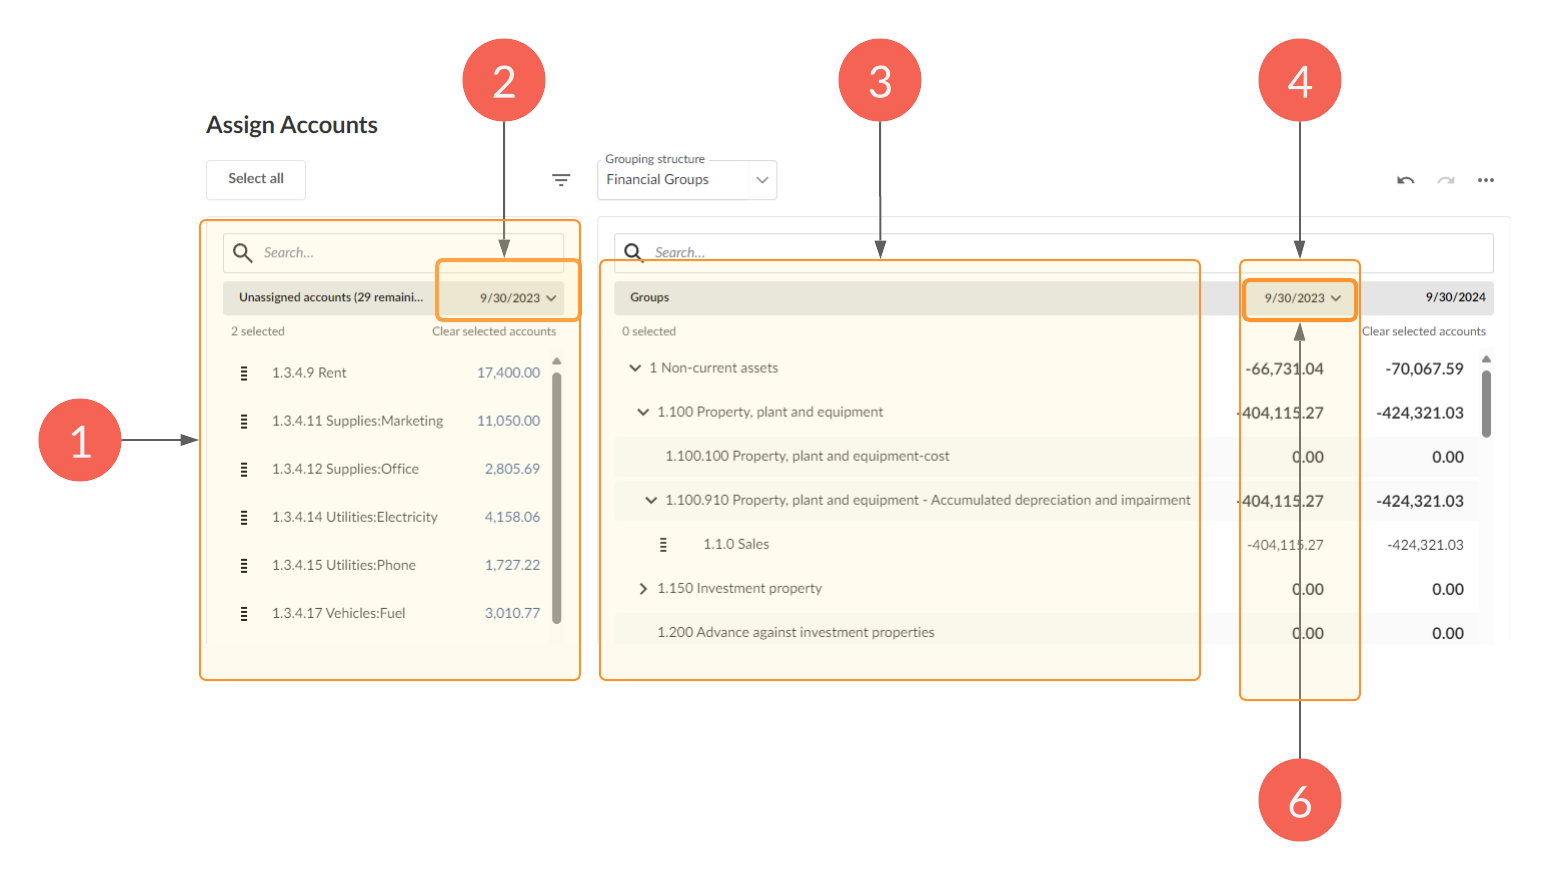 2
3
4
Assign Accounts
Select all
Grouping structure
Financial Groups
Search...
Search...
Unassigned accounts (29 remaini... 9/30/2023
Groups 9/30/2023 9/30/2024
2 selected Clear selected accounts
0 selected Clear selected accounts
1.3.4.9 Rent 17,400.00
1.3.4.11 Supplies:Marketing 11,050.00
1.3.4.12 Supplies:Office 2,805.69
1.3.4.14 Utilities:Electricity 4,158.06
1.3.4.15 Utilities:Phone 1,727.22
1.3.4.17 Vehicles:Fuel 3,010.77
1 Non-current assets -66,731.04 -70,067.59
1.100 Property, plant and equipment -404,115.27 -424,321.03
1.100.100 Property, plant and equipment-cost 0.00 0.00
1.100.910 Property, plant and equipment - Accumulated depreciation and impairment -404,115.27 -424,321.03
1.1.0 Sales -404,115.27 -424,321.03
1.150 Investment property 0.00 0.00
1.200 Advance against investment properties 0.00 0.00
1
6